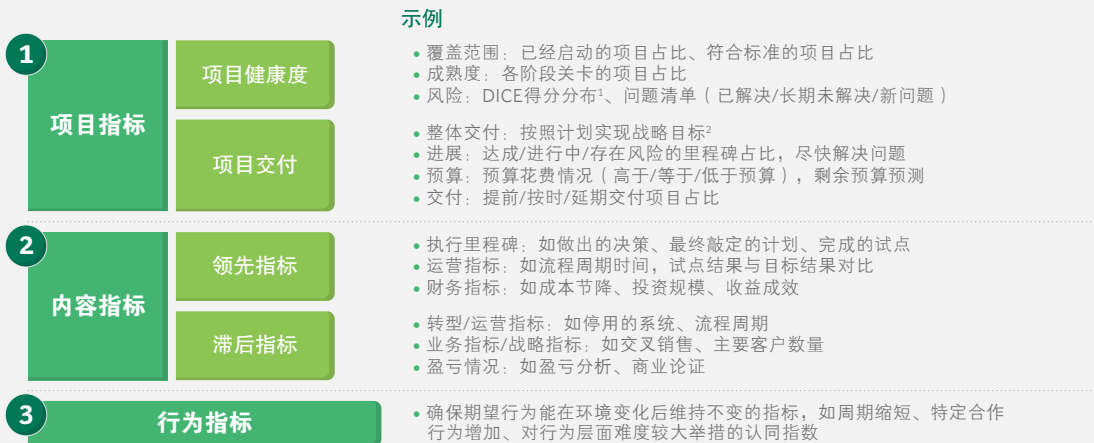 示例
1
项目指标
项目健康度
• 覆盖范围：已经启动的项目占比、符合标准的项目占比
• 成熟度：各阶段关卡的项目占比
• 风险：DICE得分分布¹、问题清单（已解决/长期未解决/新问题）
项目交付
• 整体交付：按照计划实现战略目标²
• 进展：达成/进行中/存在风险的里程碑占比，尽快解决问题
• 预算：预算花费情况（高于/等于/低于预算），剩余预算预测
• 交付：提前/按时/延期交付项目占比
2
内容指标
领先指标
• 执行里程碑：如做出的决策、最终敲定的计划、完成的试点
• 运营指标：如流程周期时间，试点结果与目标结果对比
• 财务指标：如成本节降、投资规模、收益成效
滞后指标
• 转型/运营指标：如停用的系统、流程周期
• 业务指标/战略指标：如交叉销售、主要客户数量
• 盈亏情况：如盈亏分析、商业论证
3
行为指标
• 确保期望行为能在环境变化后维持不变的指标，如周期缩短、特定合作
行为增加、对行为层面难度较大举措的认同指数